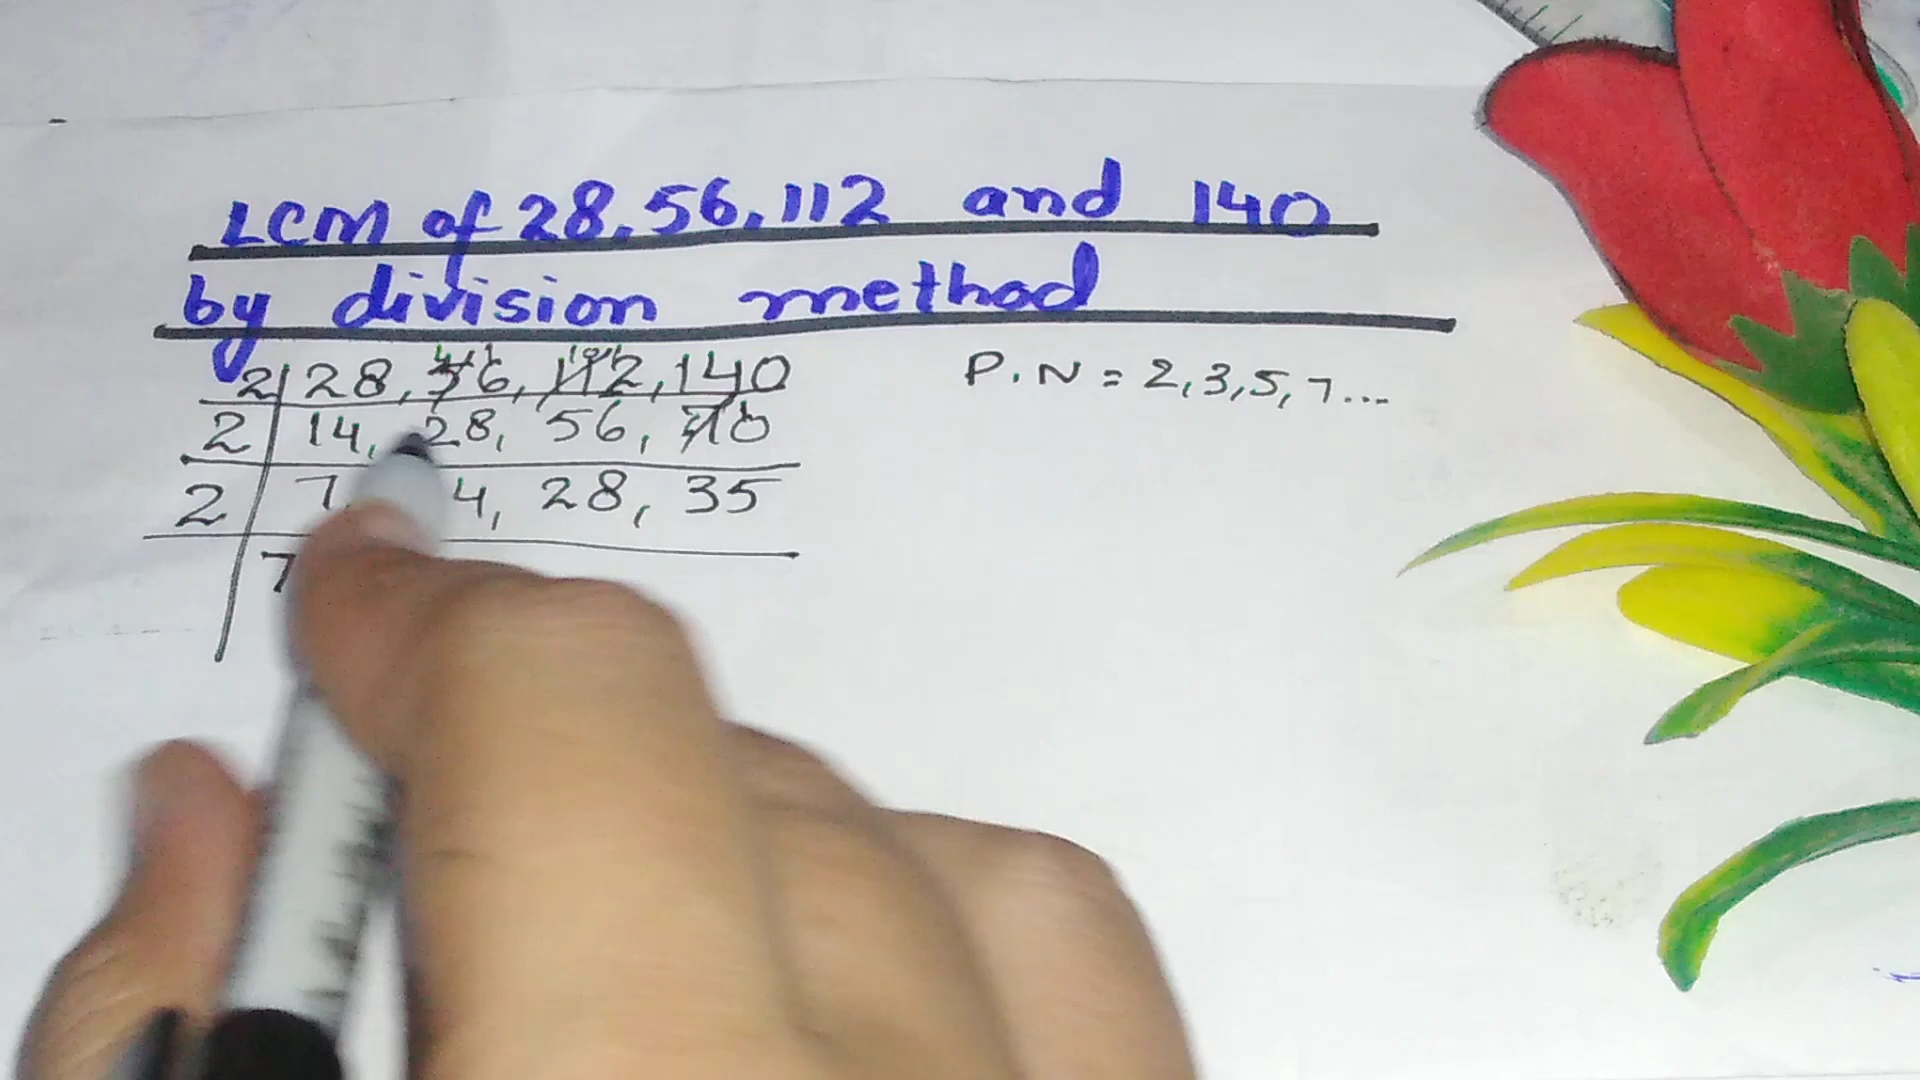 LCM of 28, 56, 112 and 140
by division method
2 28, 56, 112, 140
P.N = 2, 3, 5, 7...
2 14, 28, 56, 70
2 7 4, 28, 35
7